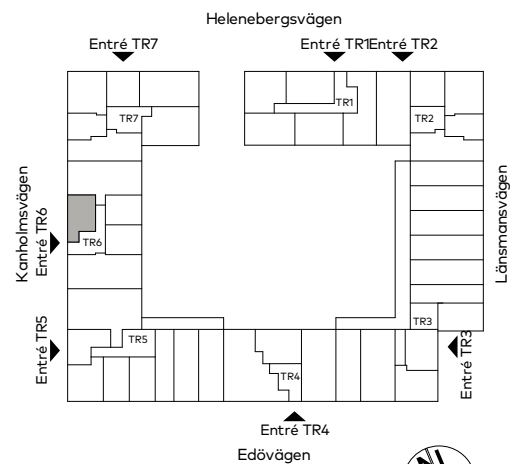 Helenebergsvägen
Entré TR7
Entré TR1
Entré TR2
TR7
TR1
TR2
Kanholmsvägen
Entré TR6
TR6
Länsmansvägen
Entré TR5
TR5
TR4
TR3
Entré TR3
Entré TR4
Edövägen
N